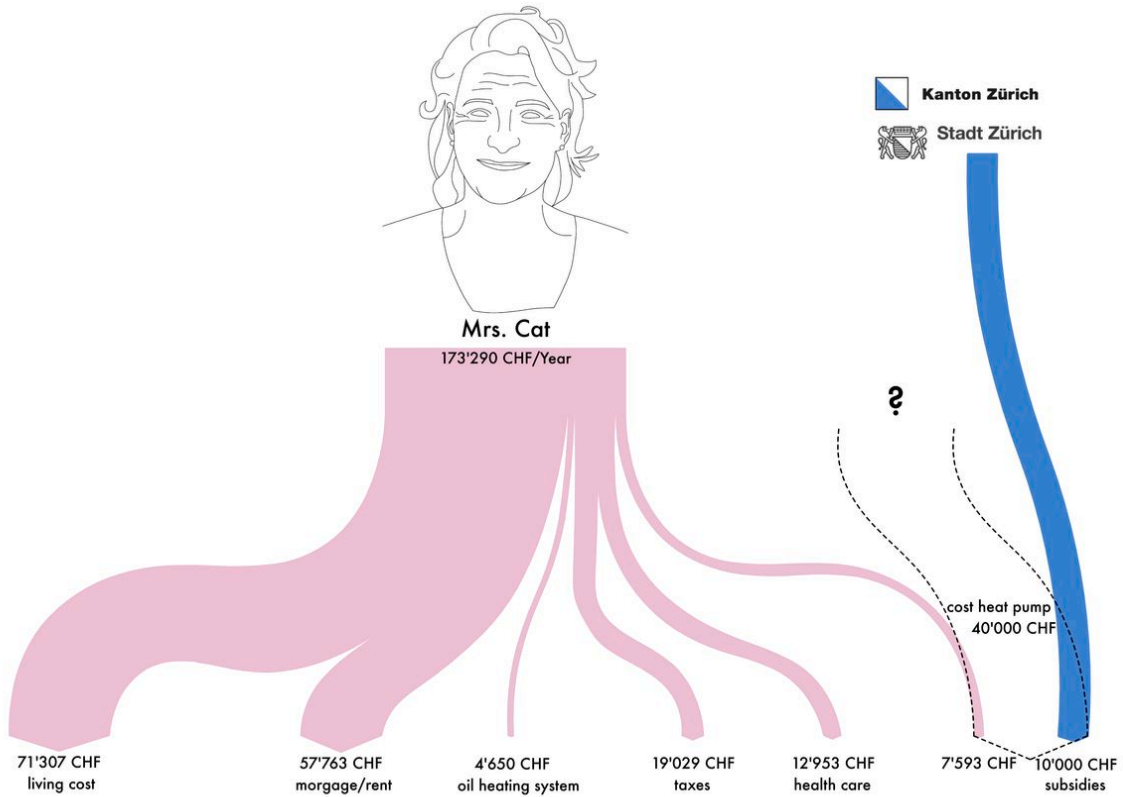 Kanton Zürich
Stadt Zürich
Mrs. Cat
173'290 CHF/Year
?
cost heat pump
40'000 CHF
71'307 CHF
living cost
57'763 CHF
morgage/rent
4'650 CHF
oil heating system
19'029 CHF
taxes
12'953 CHF
health care
7'593 CHF
10'000 CHF
subsidies